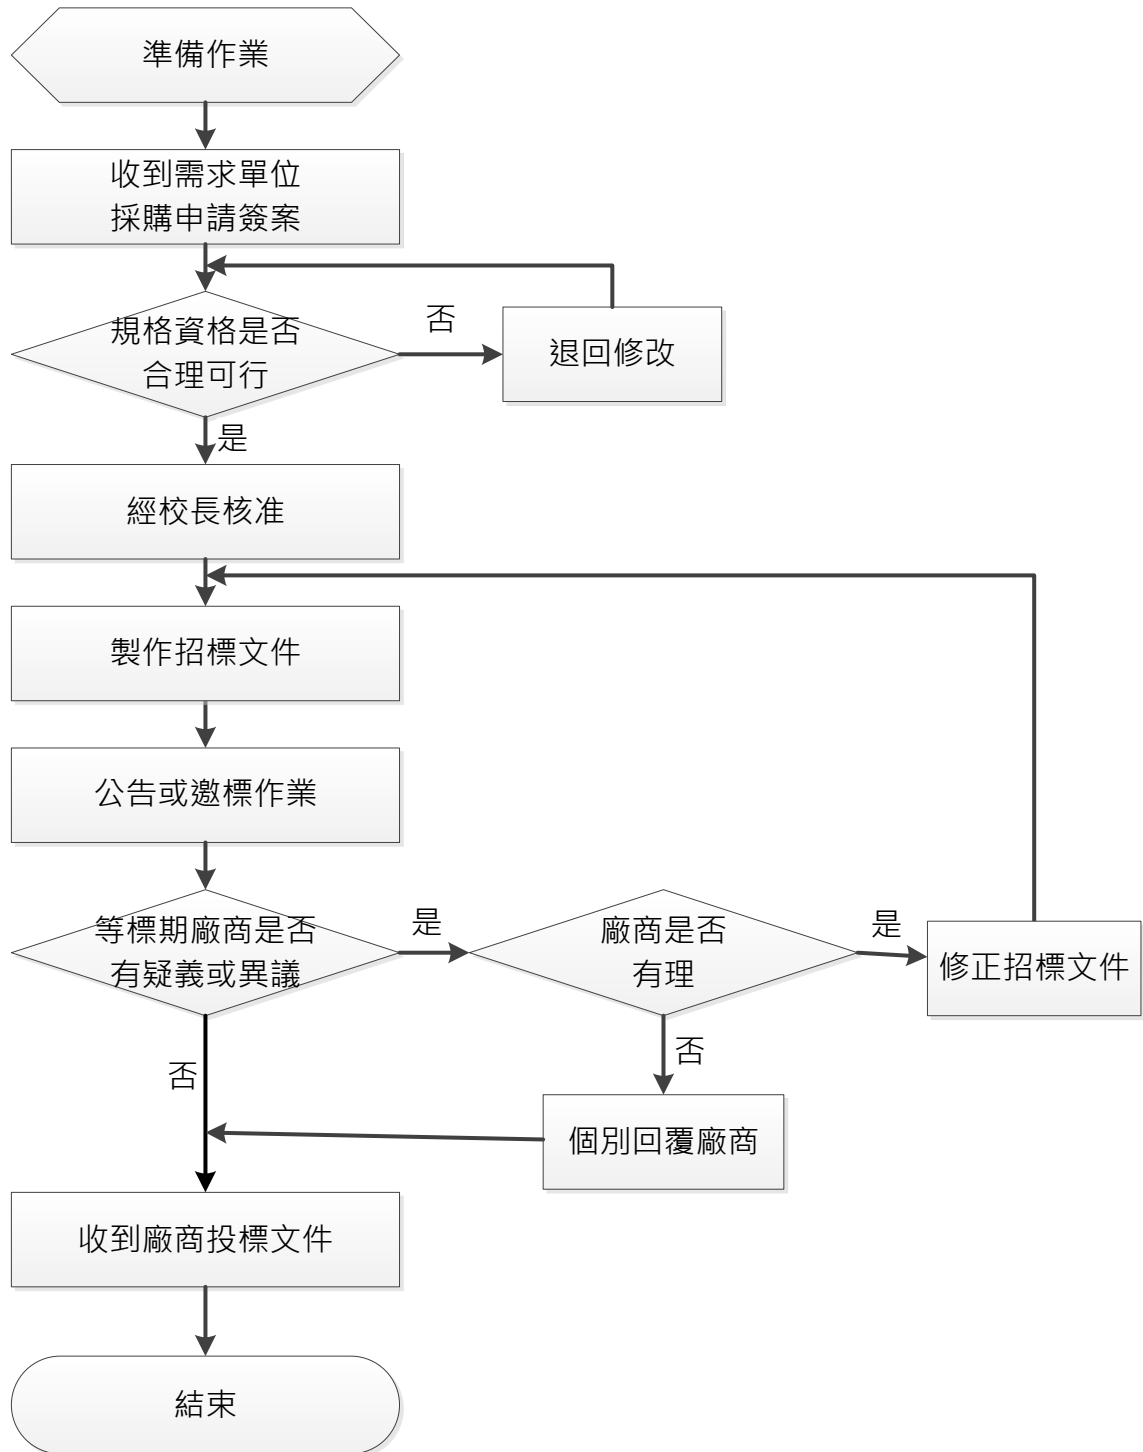 準備作業
收到需求單位
採購申請簽案
規格資格是否
合理可行
否
退回修改
是
經校長核准
製作招標文件
公告或邀標作業
等標期廠商是否
有疑義或異議
是
廠商是否
有理
是
修正招標文件
否
否
個別回覆廠商
收到廠商投標文件
結束